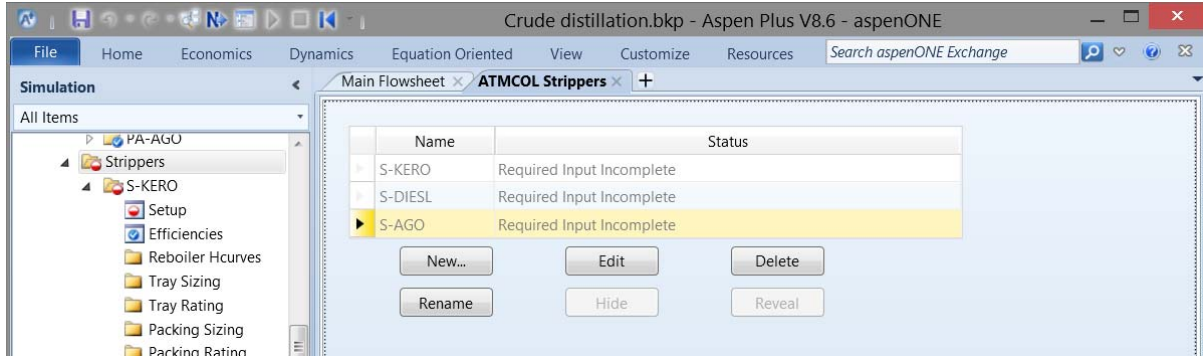 Crude distillation.bkp - Aspen Plus V8.6 - aspenONE
File Home Economics Dynamics Equation Oriented View Customize Resources Search aspenONE Exchange
Simulation
All Items
PA-AGO
Strippers
S-KERO
Setup
Efficiencies
Reboiler Hcurves
Tray Sizing
Tray Rating
Packing Sizing
Packing Rating
Main Flowsheet ATMCOL Strippers
Name Status
S-KERO Required Input Incomplete
S-DIESL Required Input Incomplete
S-AGO Required Input Incomplete
New... Edit Delete
Rename Hide Reveal